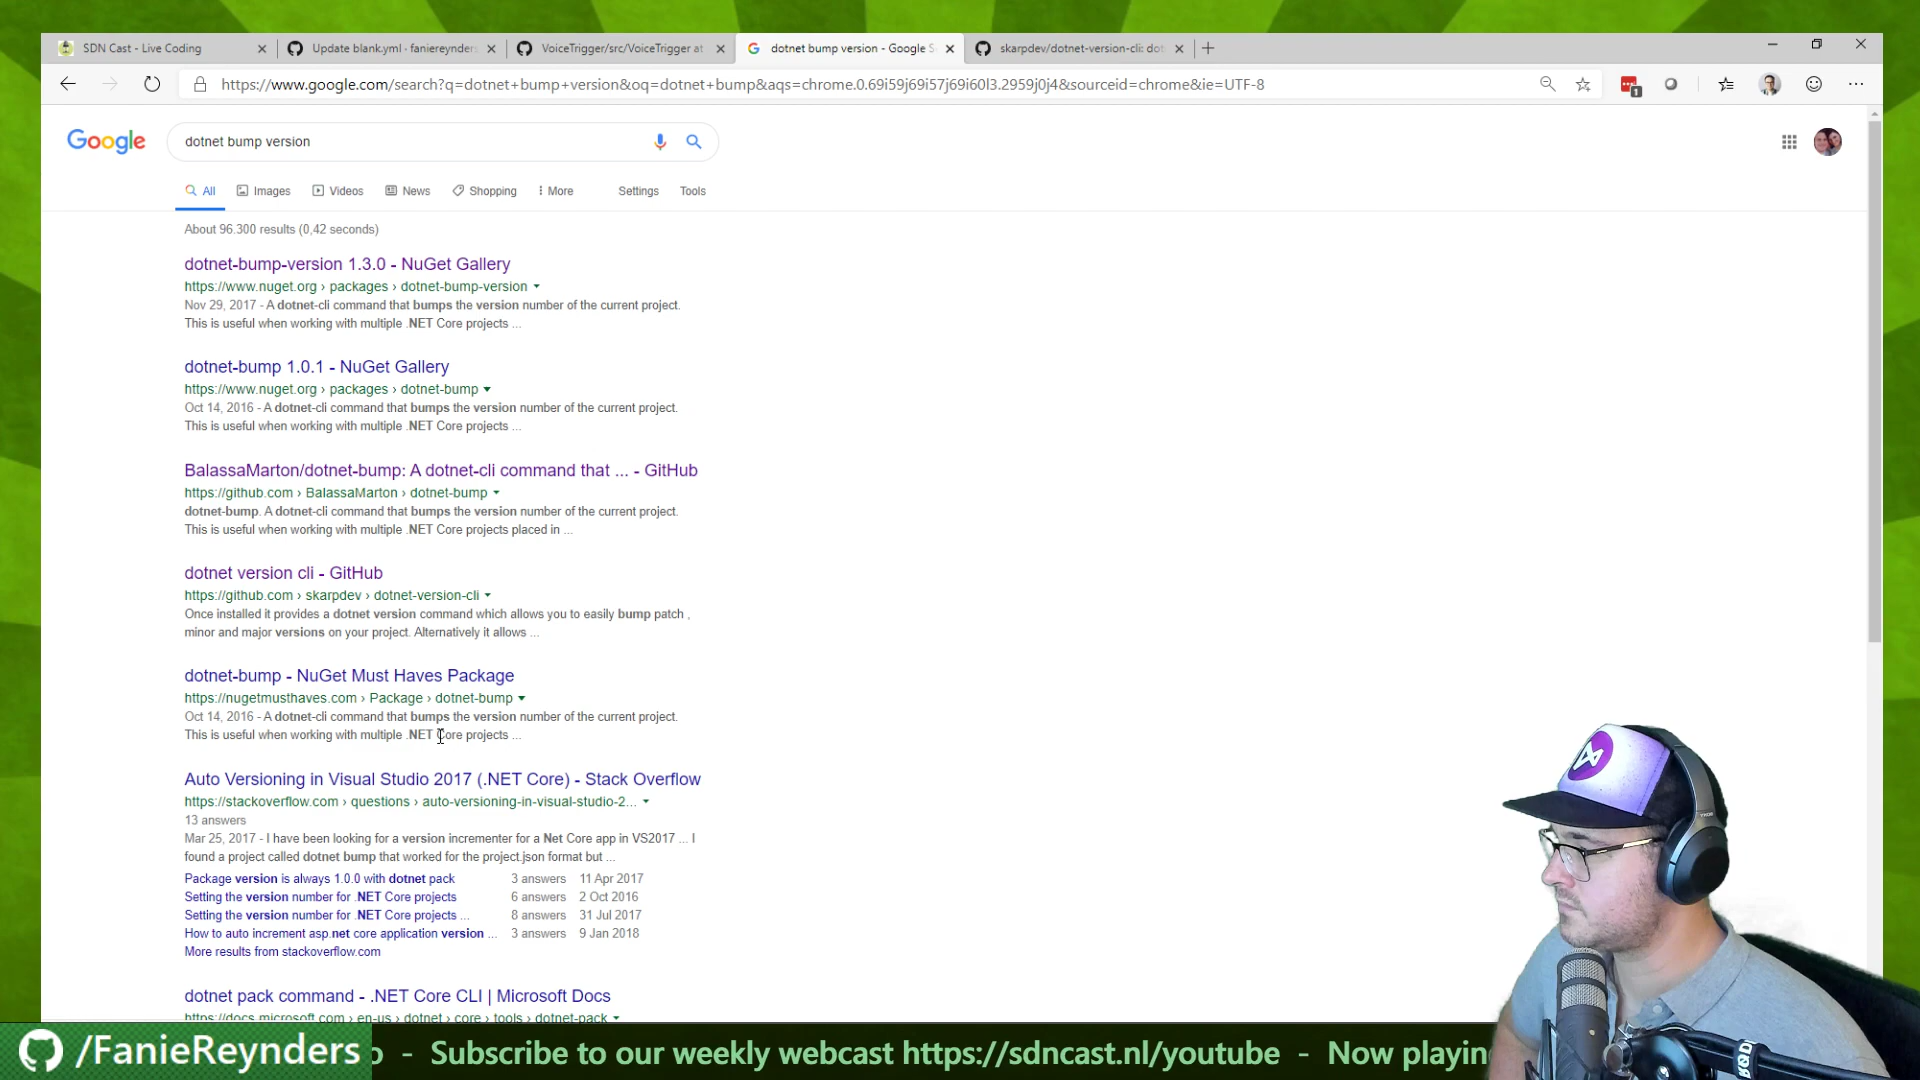 SDN Cast - Live Coding
Update blank.yml · faniereynders
VoiceTrigger/src/VoiceTrigger at
dotnet bump version - Google S
skarpdev/dotnet-version-cli: dot
https://www.google.com/search?q=dotnet+bump+version&oq=dotnet+bump&aqs=chrome.0.69i59j69i57j69i60l3.2959j0j4&sourceid=chrome&ie=UTF-8
1
Google
dotnet bump version
All
Images
Videos
News
Shopping
More
Settings
Tools
About 96.300 results (0,42 seconds)
dotnet-bump-version 1.3.0 - NuGet Gallery
https://www.nuget.org › packages › dotnet-bump-version
Nov 29, 2017 - A dotnet-cli command that bumps the version number of the current project.
This is useful when working with multiple .NET Core projects ...
dotnet-bump 1.0.1 - NuGet Gallery
https://www.nuget.org › packages › dotnet-bump
Oct 14, 2016 - A dotnet-cli command that bumps the version number of the current project.
This is useful when working with multiple .NET Core projects ...
BalassaMarton/dotnet-bump: A dotnet-cli command that ... - GitHub
https://github.com › BalassaMarton › dotnet-bump
dotnet-bump. A dotnet-cli command that bumps the version number of the current project.
This is useful when working with multiple .NET Core projects placed in ...
dotnet version cli - GitHub
https://github.com › skarpdev › dotnet-version-cli
Once installed it provides a dotnet version command which allows you to easily bump patch ,
minor and major versions on your project. Alternatively it allows ...
dotnet-bump - NuGet Must Haves Package
https://nugetmusthaves.com › Package › dotnet-bump
Oct 14, 2016 - A dotnet-cli command that bumps the version number of the current project.
This is useful when working with multiple .NET Core projects ...
Auto Versioning in Visual Studio 2017 (.NET Core) - Stack Overflow
https://stackoverflow.com › questions › auto-versioning-in-visual-studio-2...
13 answers
Mar 25, 2017 - I have been looking for a version incrementer for a Net Core app in VS2017 ... I
found a project called dotnet bump that worked for the project.json format but ...
Package version is always 1.0.0 with dotnet pack 3 answers 11 Apr 2017
Setting the version number for .NET Core projects 6 answers 2 Oct 2016
Setting the version number for .NET Core projects ... 8 answers 31 Jul 2017
How to auto increment asp.net core application version ... 3 answers 9 Jan 2018
More results from stackoverflow.com
dotnet pack command - .NET Core CLI | Microsoft Docs
https://docs.microsoft.com › en-us › dotnet › core › tools › dotnet-pack
/FanieReynders
o - Subscribe to our weekly webcast https://sdncast.nl/youtube - Now playin